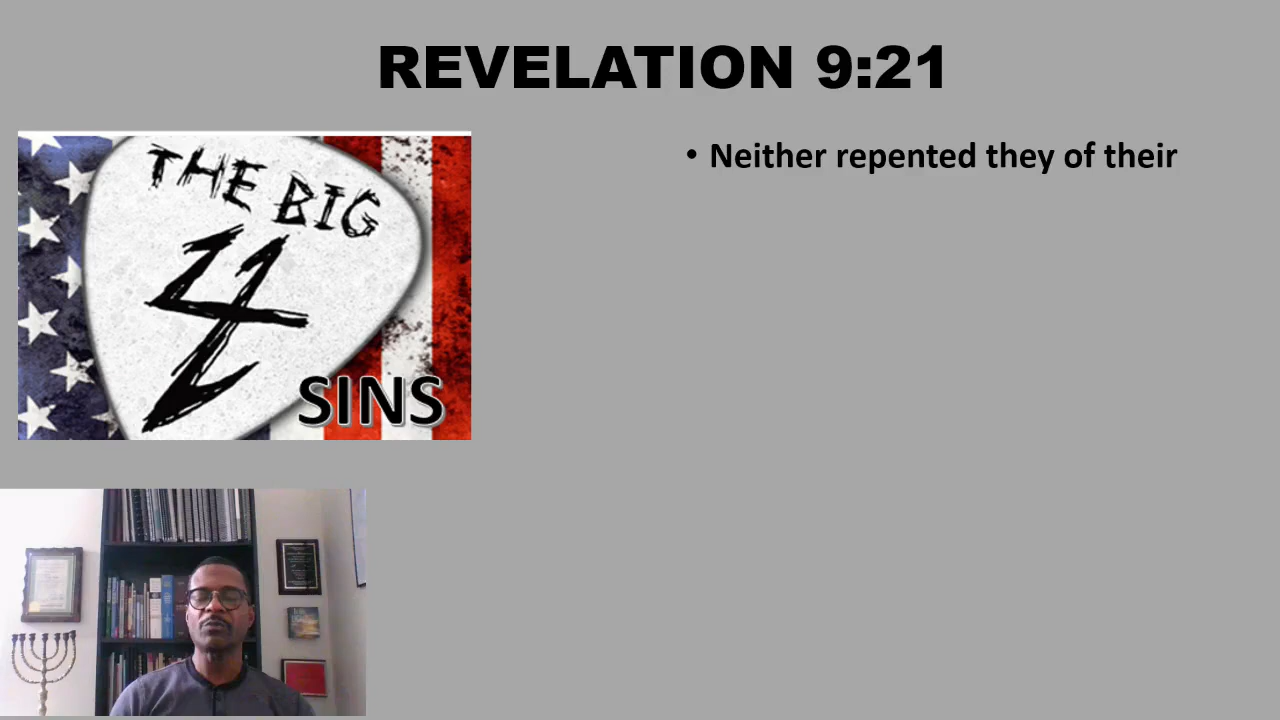 REVELATION 9:21
THE BIG
4
SINS
• Neither repented they of their